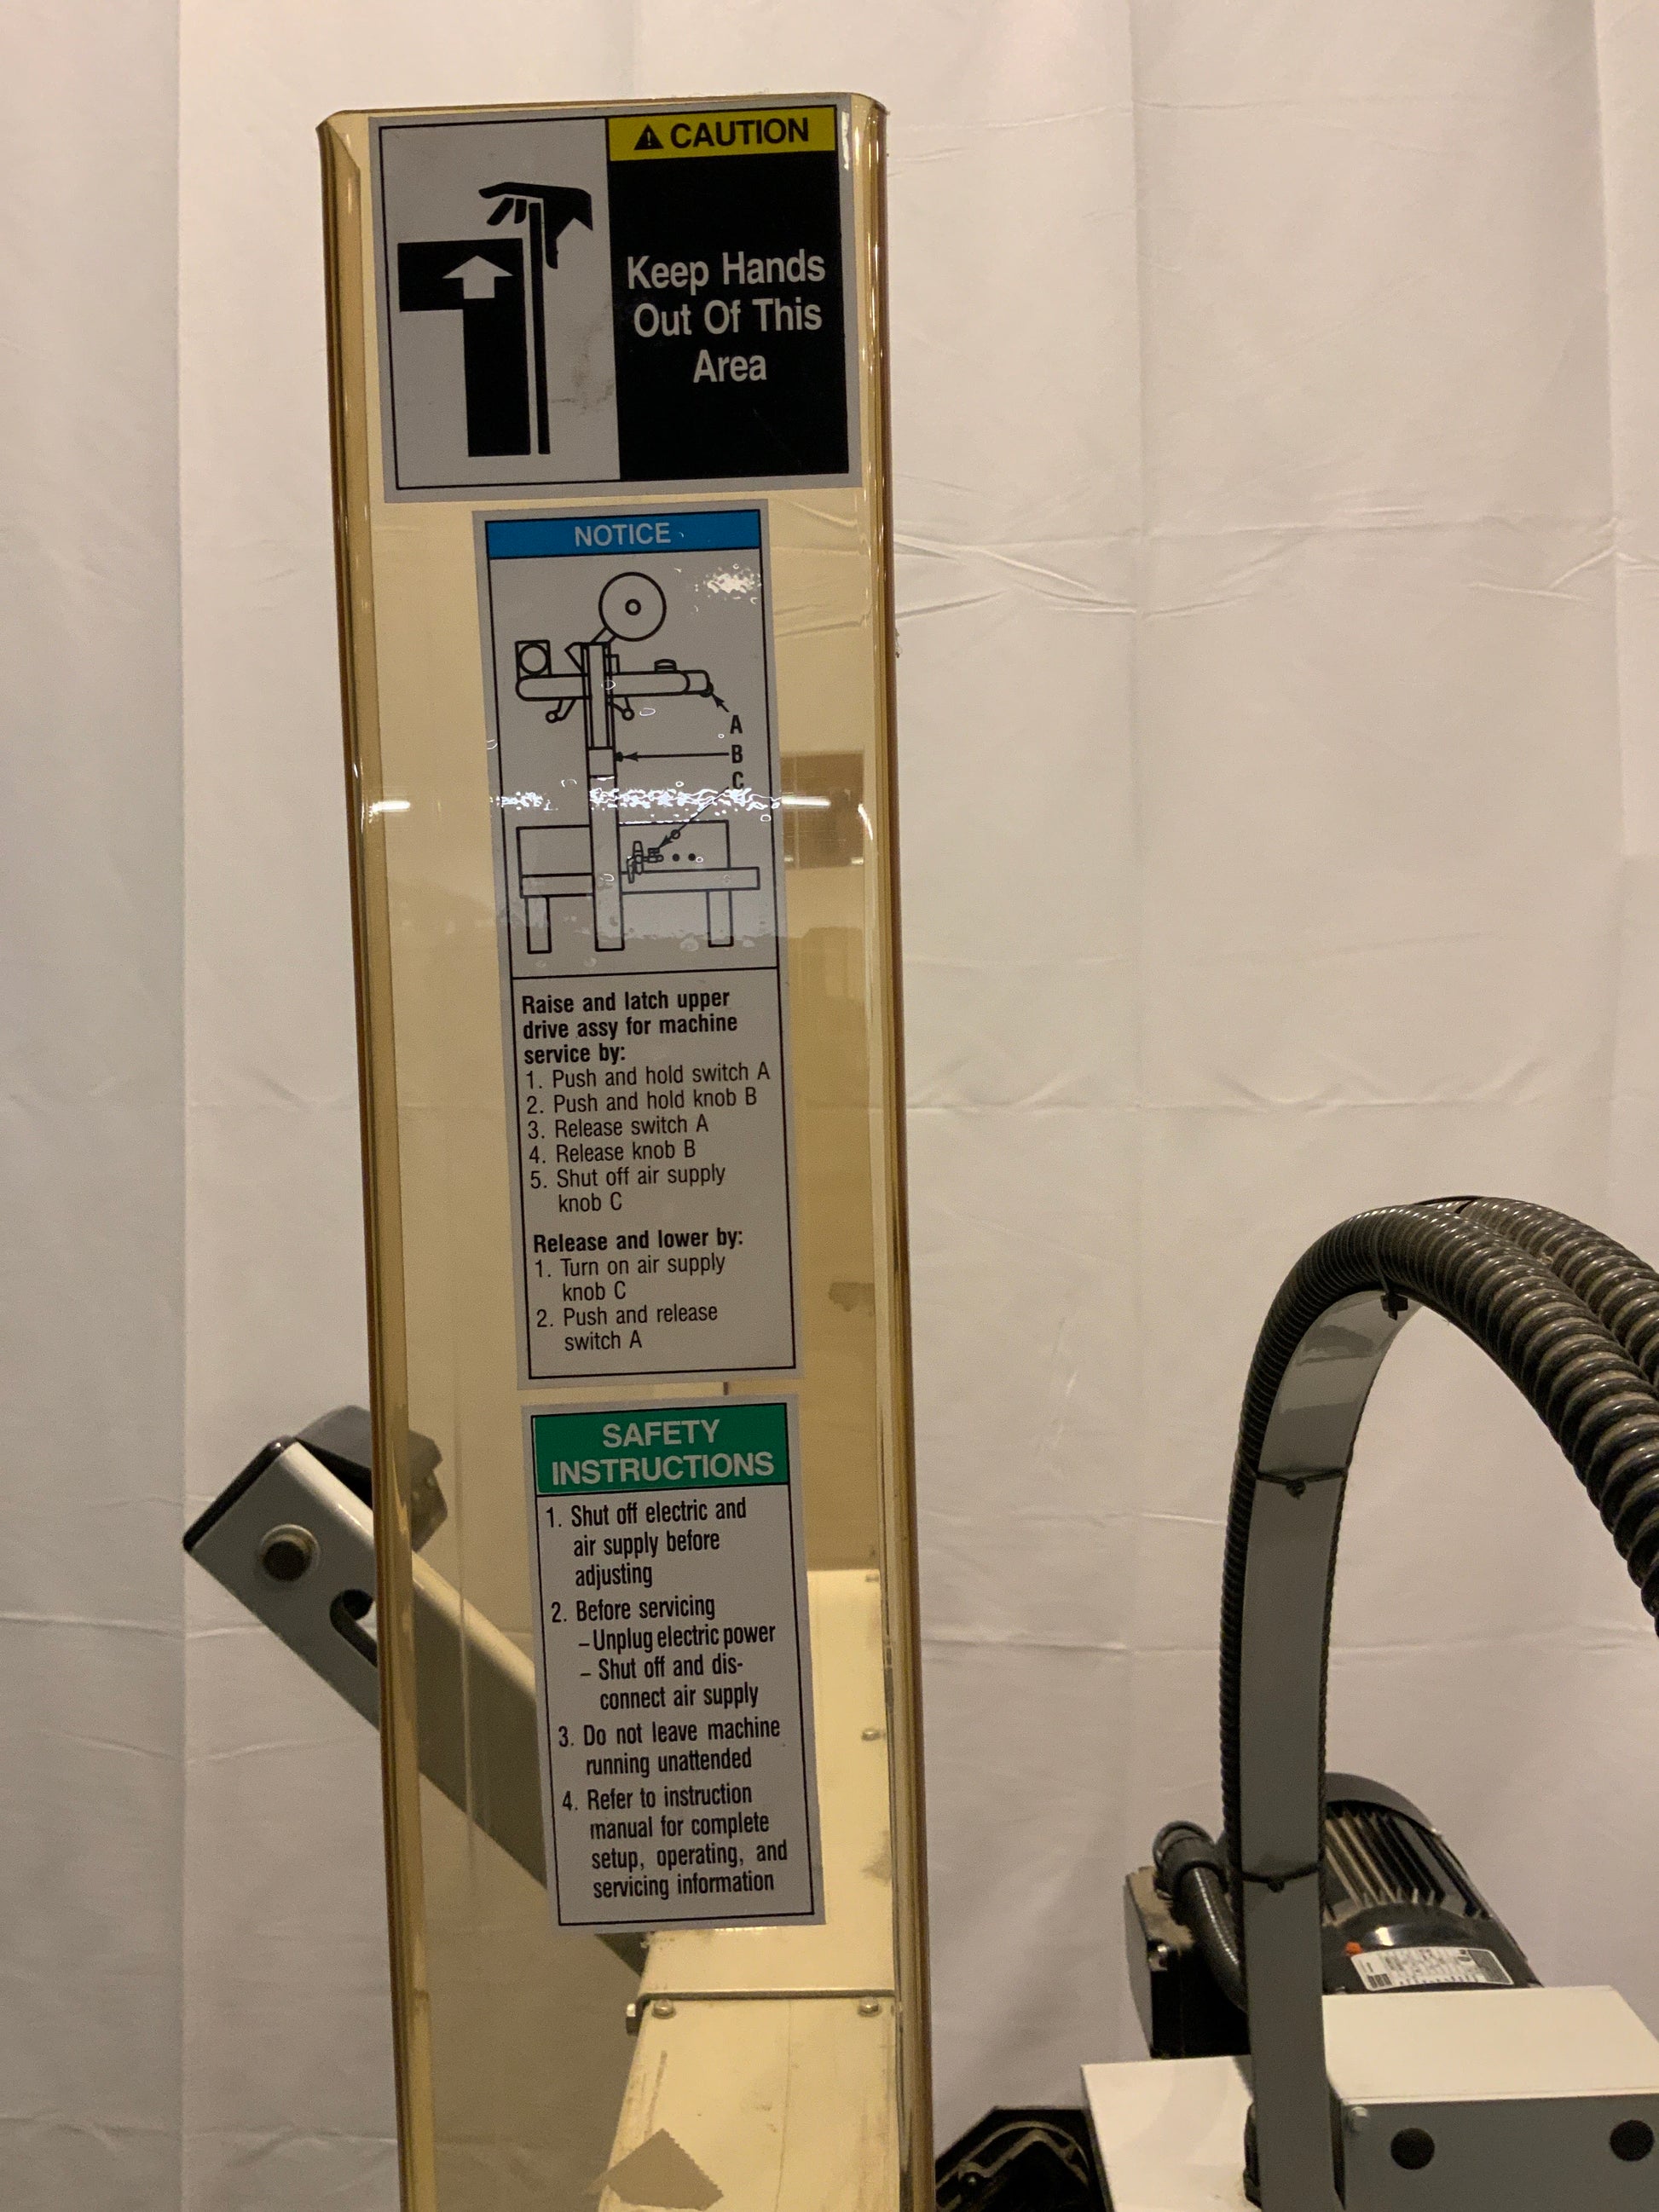 CAUTION
Keep Hands
Out Of This
Area
NOTICE
A
B
C
Raise and latch upper
drive assy for machine
service by:
1. Push and hold switch A
2. Push and hold knob B
3. Release switch A
4. Release knob B
5. Shut off air supply
knob C
Release and lower by:
1. Turn on air supply
knob C
2. Push and release
switch A
SAFETY
INSTRUCTIONS
1. Shut off electric and
air supply before
adjusting
2. Before servicing
– Unplug electric power
– Shut off and dis-
connect air supply
3. Do not leave machine
running unattended
4. Refer to instruction
manual for complete
setup, operating, and
servicing information